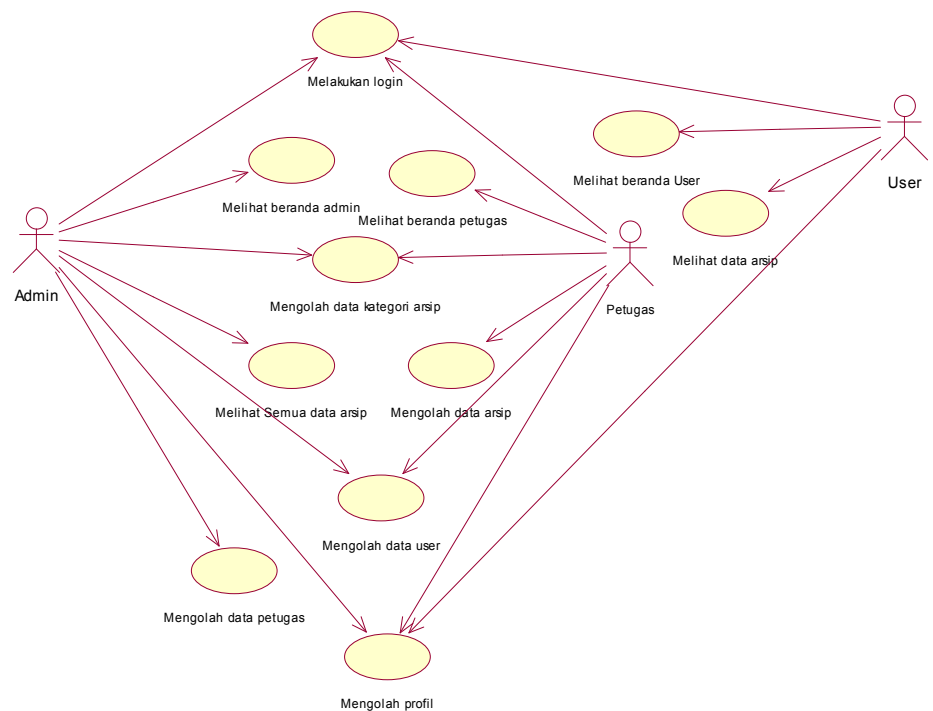 Melakukan login
Melihat beranda User
User
Melihat beranda admin
Melihat beranda petugas
Melihat data arsip
Admin
Mengolah data kategori arsip
Petugas
Melihat Semua data arsip
Mengolah data arsip
Mengolah data user
Mengolah data petugas
Mengolah profil